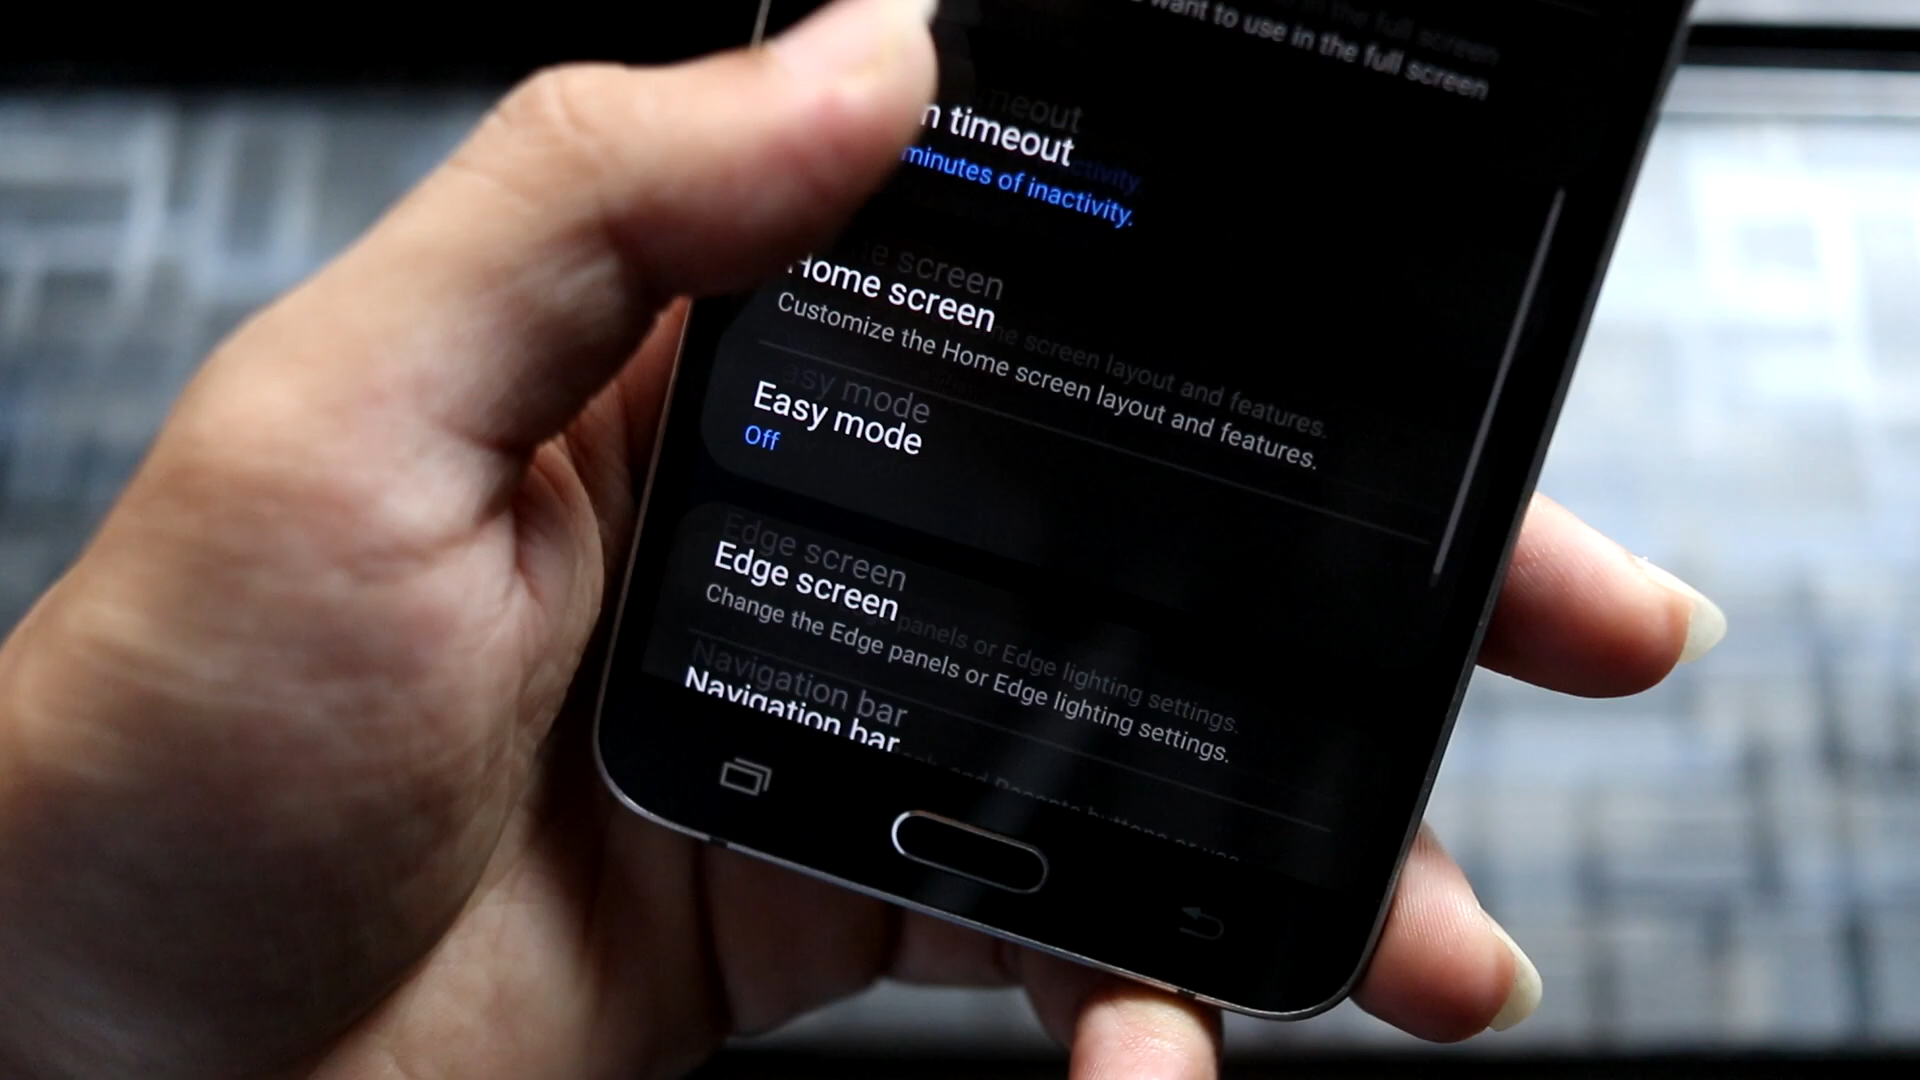 want to use in the full screen
n timeout
minutes of inactivity.
Home screen
Customize the Home screen layout and features.
Easy mode
Off
Edge screen
Change the Edge panels or Edge lighting settings.
Navigation bar